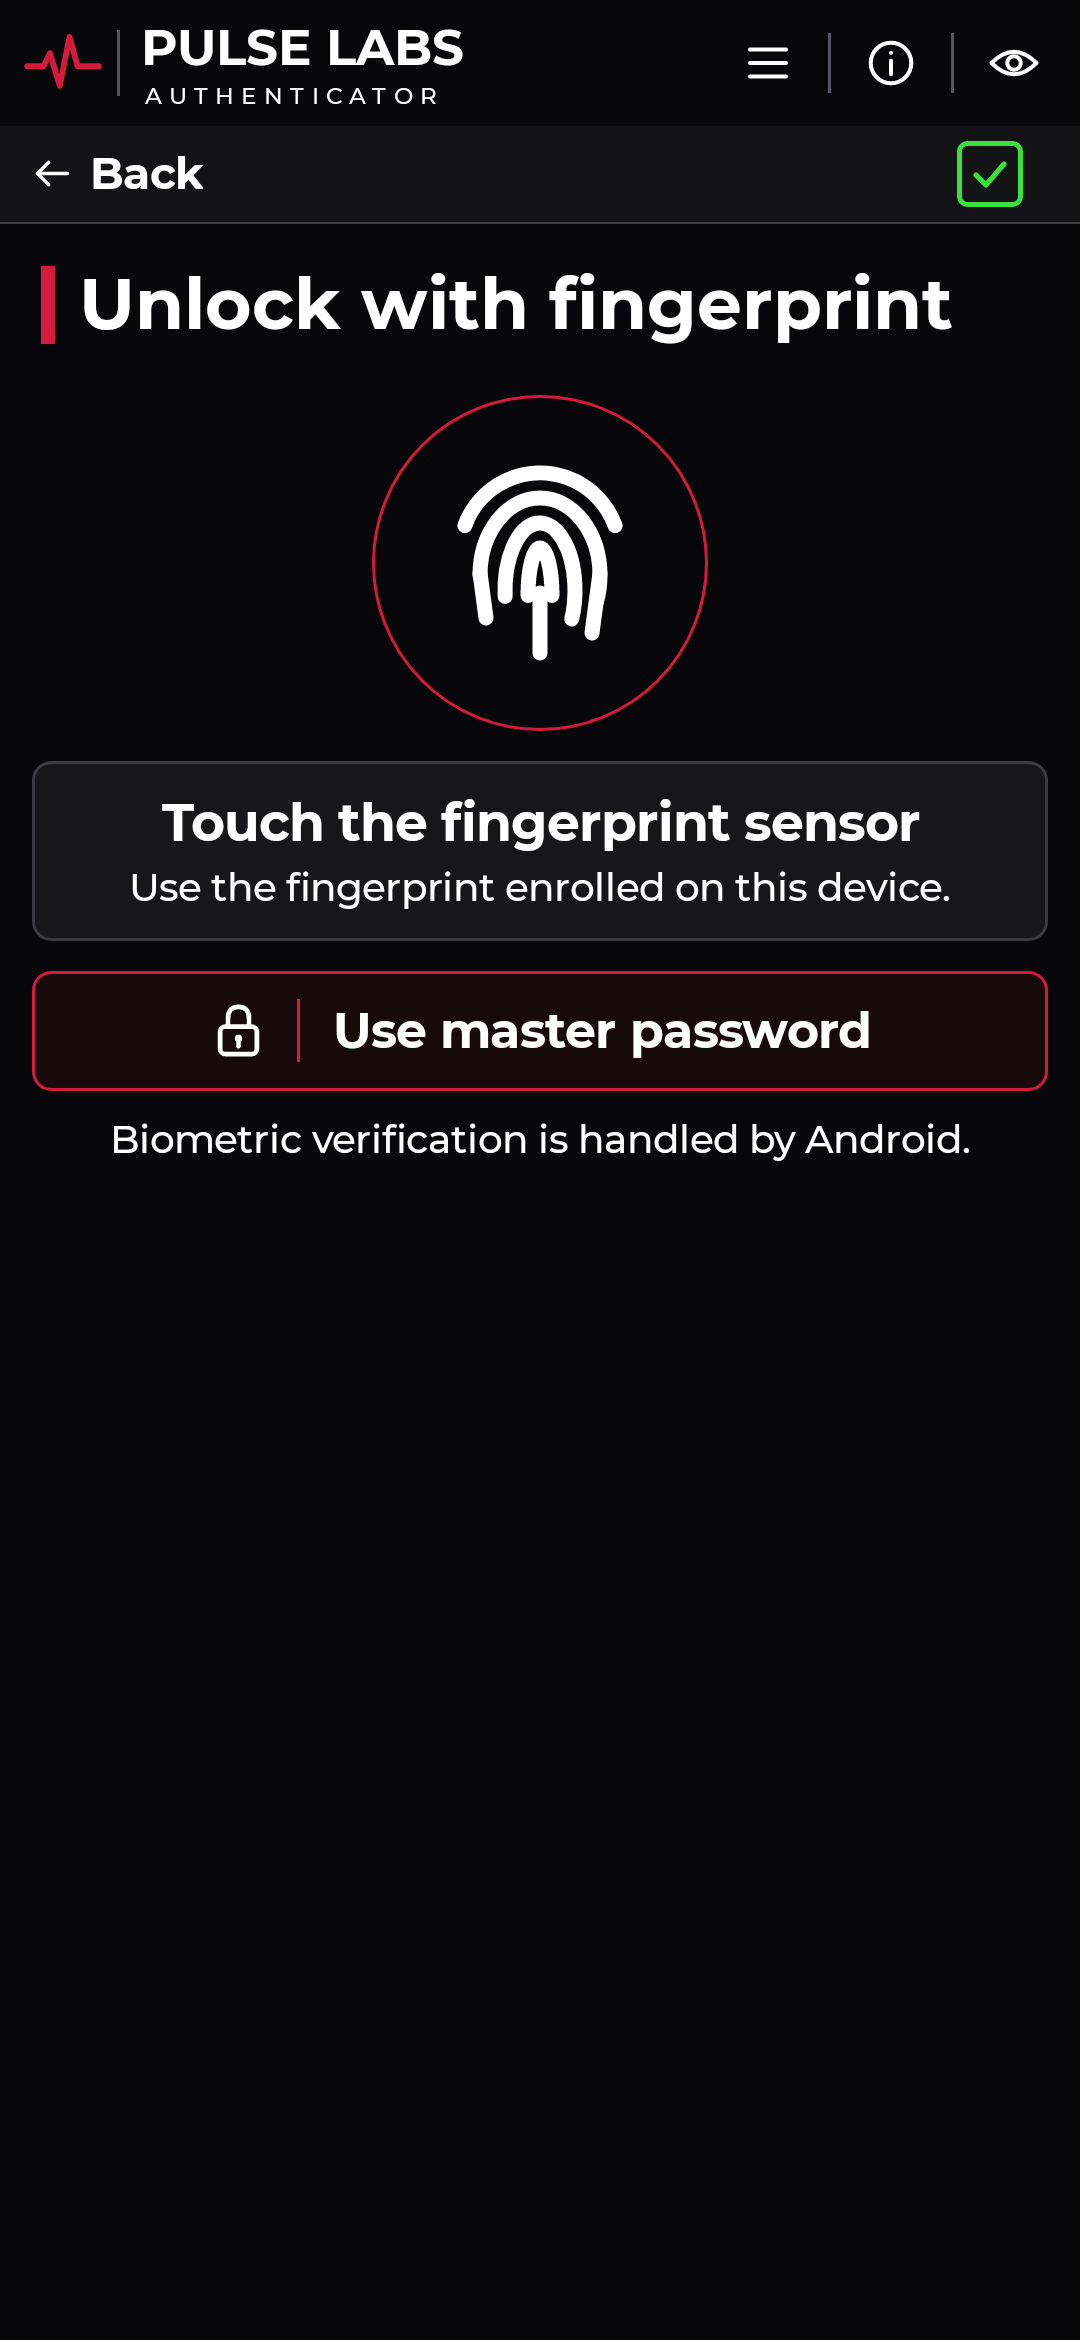 PULSE LABS
AUTHENTICATOR
Back
Unlock with fingerprint
Touch the fingerprint sensor
Use the fingerprint enrolled on this device.
Use master password
Biometric verification is handled by Android.